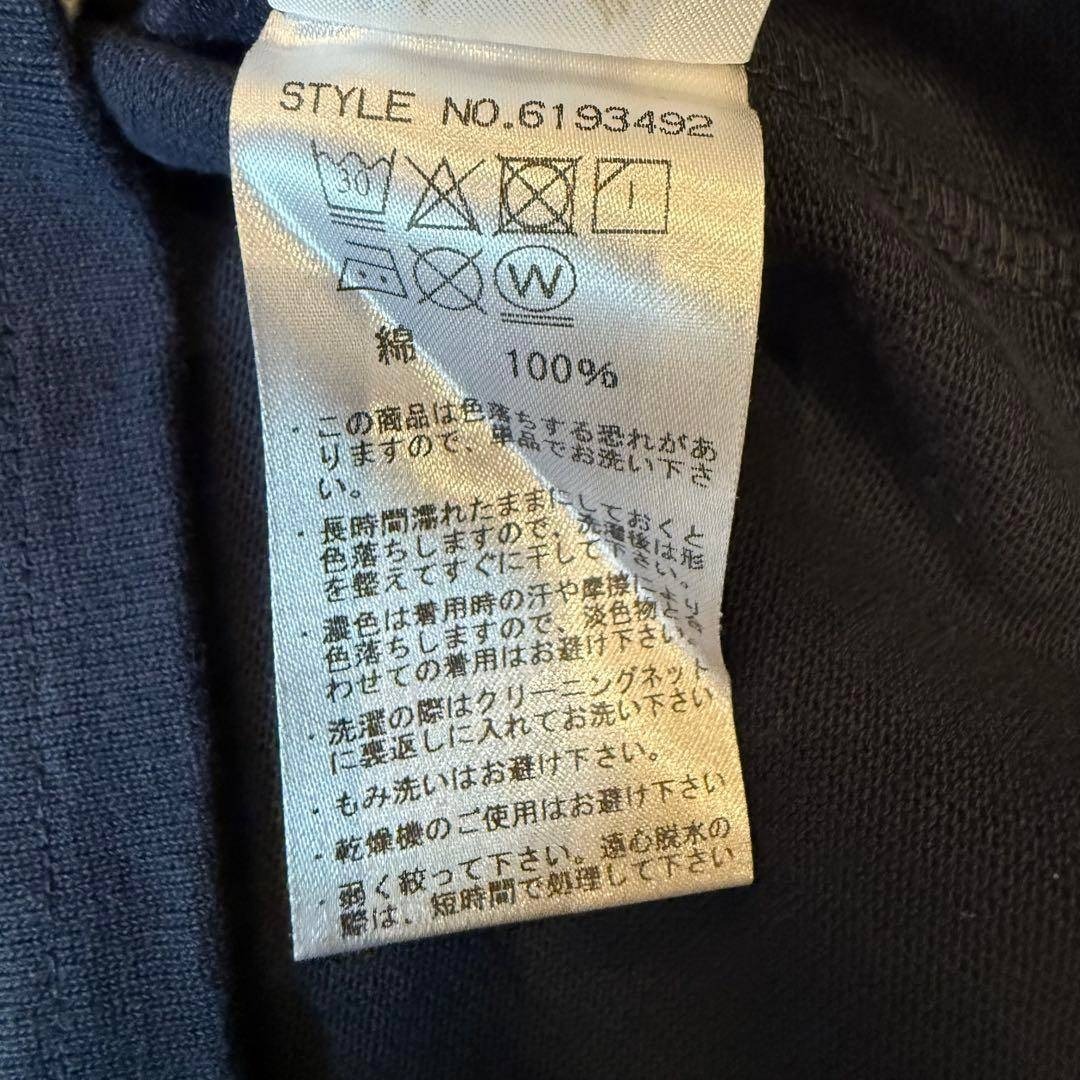 STYLE NO.6193492
30
W
綿 100%
・この商品は色落ちする恐れがあ
りますので、単品でお洗い下さ
い。
・長時間濡れたままにしておくと
色落ちしますので、洗濯後は形
を整えてすぐに干して下さい。
・濃色は着用時の汗や摩擦により
色落ちしますので、淡色物と合
わせての着用はお避け下さい。
・洗濯の際はクリーニングネット
に裏返しに入れてお洗い下さい
・もみ洗いはお避け下さい。
・乾燥機のご使用はお避け下さい
・弱く絞って下さい。遠心脱水の
際は、短時間で処理して下さい